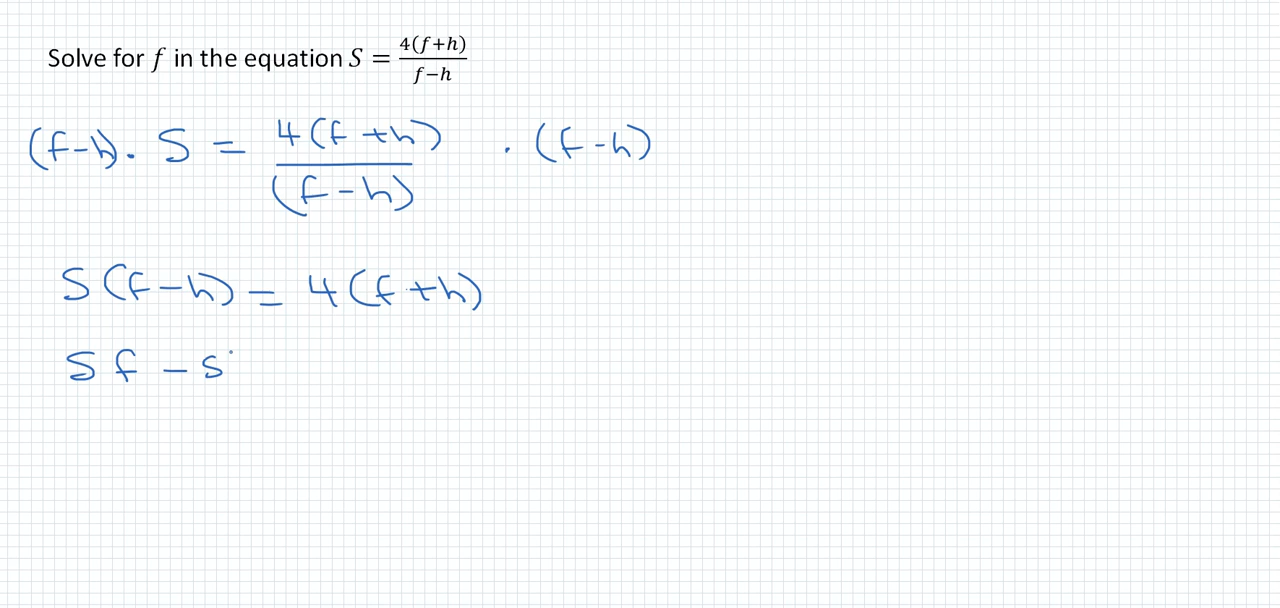 Solve for f in the equation S = 4(f+h)/f−h
(f-h) · S = 4(f+h)/(f-h) · (f-h)
S(f-h) = 4(f+h)
Sf - S